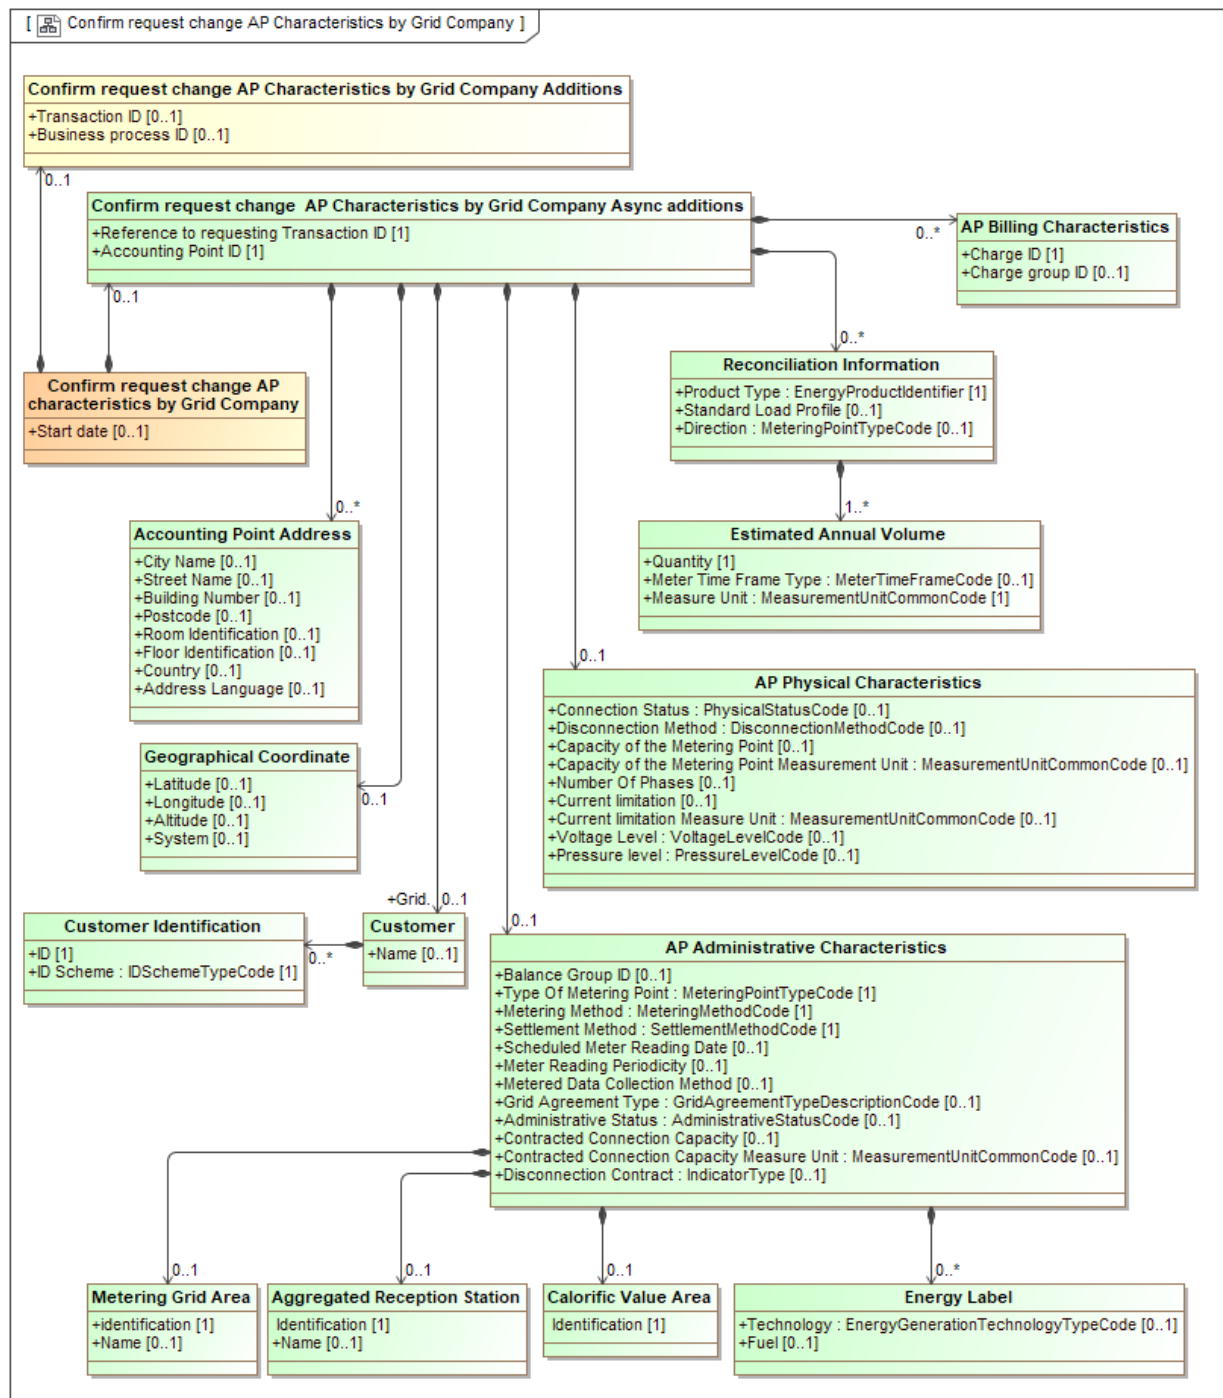 [ Confirm request change AP Characteristics by Grid Company ]
Confirm request change AP Characteristics by Grid Company Additions
+Transaction ID [0..1]
+Business process ID [0..1]
0..1
Confirm request change  AP Characteristics by Grid Company Async additions
+Reference to requesting Transaction ID [1]
+Accounting Point ID [1]
0..*
AP Billing Characteristics
+Charge ID [1]
+Charge group ID [0..1]
0..1
0..*
Confirm request change AP
characteristics by Grid Company
+Start date [0..1]
Reconciliation Information
+Product Type : EnergyProductIdentifier [1]
+Standard Load Profile [0..1]
+Direction : MeteringPointTypeCode [0..1]
0..*
1..*
Accounting Point Address
+City Name [0..1]
+Street Name [0..1]
+Building Number [0..1]
+Postcode [0..1]
+Room Identification [0..1]
+Floor Identification [0..1]
+Country [0..1]
+Address Language [0..1]
Estimated Annual Volume
+Quantity [1]
+Meter Time Frame Type : MeterTimeFrameCode [0..1]
+Measure Unit : MeasurementUnitCommonCode [1]
0..1
AP Physical Characteristics
+Connection Status : PhysicalStatusCode [0..1]
+Disconnection Method : DisconnectionMethodCode [0..1]
+Capacity of the Metering Point [0..1]
+Capacity of the Metering Point Measurement Unit : MeasurementUnitCommonCode [0..1]
+Number Of Phases [0..1]
+Current limitation [0..1]
+Current limitation Measure Unit : MeasurementUnitCommonCode [0..1]
+Voltage Level : VoltageLevelCode [0..1]
+Pressure level : PressureLevelCode [0..1]
Geographical Coordinate
+Latitude [0..1]
+Longitude [0..1]
+Altitude [0..1]
+System [0..1]
0..1
+Grid. 0..1
0..1
Customer Identification
+ID [1]
+ID Scheme : IDSchemeTypeCode [1]
0..*
Customer
+Name [0..1]
AP Administrative Characteristics
+Balance Group ID [0..1]
+Type Of Metering Point : MeteringPointTypeCode [1]
+Metering Method : MeteringMethodCode [1]
+Settlement Method : SettlementMethodCode [1]
+Scheduled Meter Reading Date [0..1]
+Meter Reading Periodicity [0..1]
+Metered Data Collection Method [0..1]
+Grid Agreement Type : GridAgreementTypeDescriptionCode [0..1]
+Administrative Status : AdministrativeStatusCode [0..1]
+Contracted Connection Capacity [0..1]
+Contracted Connection Capacity Measure Unit : MeasurementUnitCommonCode [0..1]
+Disconnection Contract : IndicatorType [0..1]
0..1
0..1
0..1
0..*
Metering Grid Area
+identification [1]
+Name [0..1]
Aggregated Reception Station
Identification [1]
+Name [0..1]
Calorific Value Area
Identification [1]
Energy Label
+Technology : EnergyGenerationTechnologyTypeCode [0..1]
+Fuel [0..1]